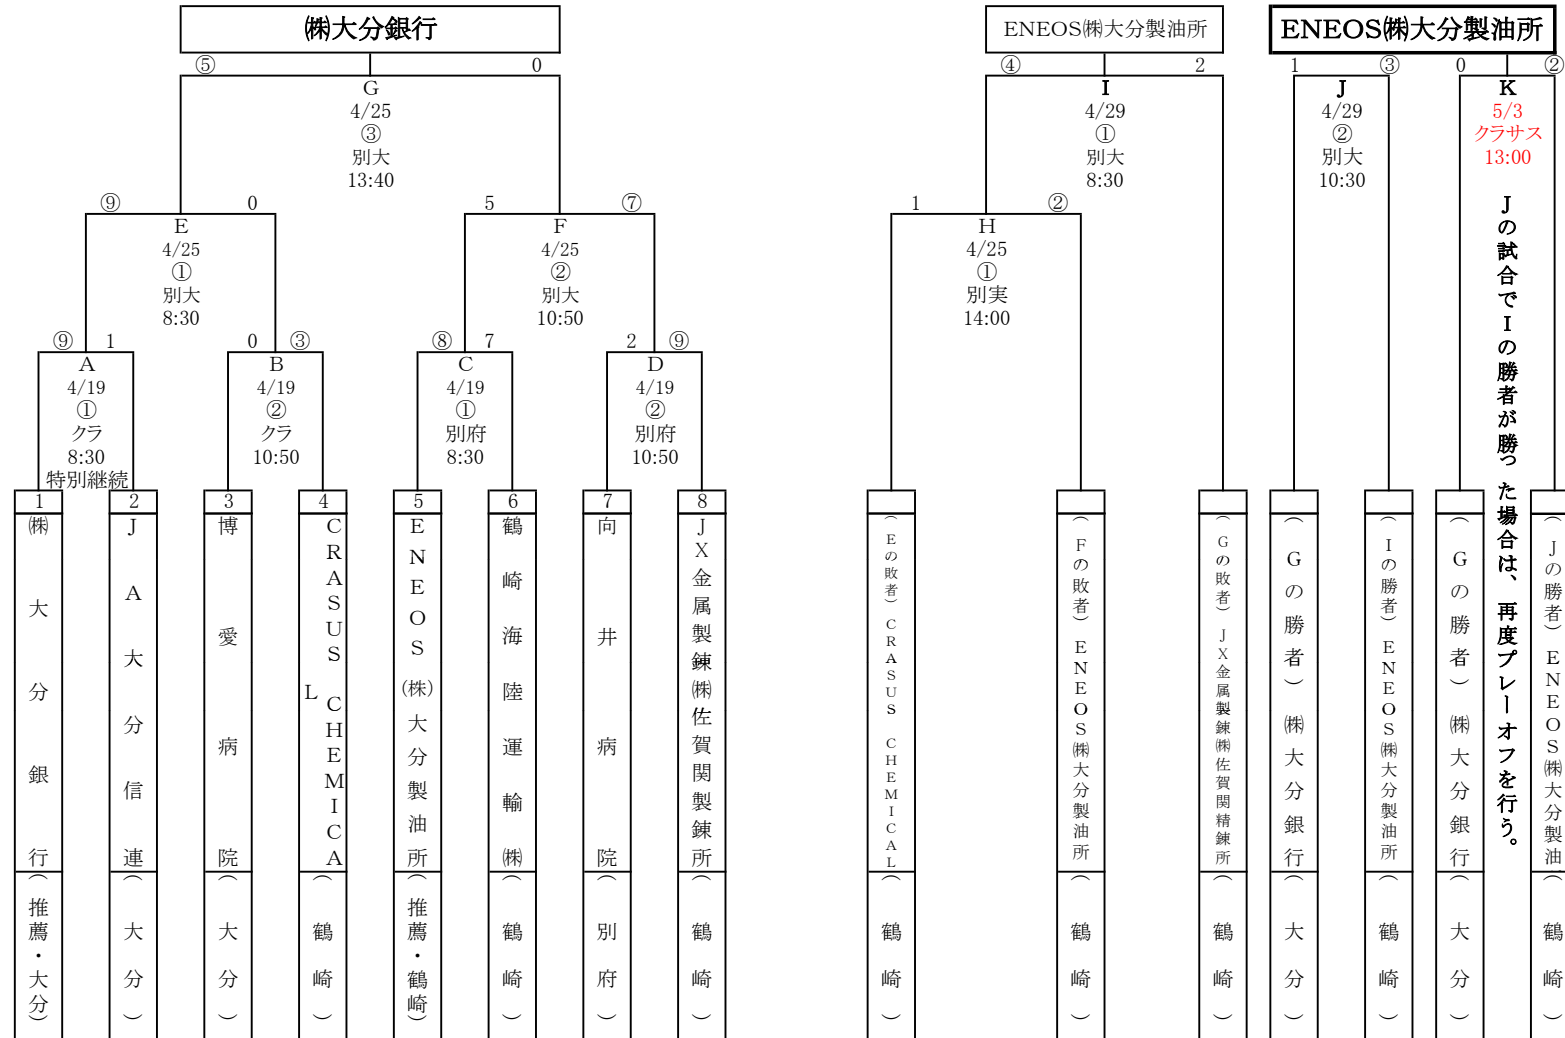 ㈱大分銀行
ENEOS㈱大分製油所
ENEOS㈱大分製油所
⑤ 0
G
4/25
③
別大
13:40
④ 2
I
4/29
①
別大
8:30
1 ③
J
4/29
②
別大
10:30
0 ②
K
5/3
クラサス
13:00
Jの試合でIの勝者が勝った場合は、再度プレーオフを行う。
⑨ 0
E
4/25
①
別大
8:30
5 ⑦
F
4/25
②
別大
10:50
1 ②
H
4/25
①
別実
14:00
⑨ 1
A
4/19
①
クラ
8:30
特別継続
0 ③
B
4/19
②
クラ
10:50
⑧ 7
C
4/19
①
別府
8:30
2 ⑨
D
4/19
②
別府
10:50
1
㈱大分銀行
(推薦・大分)
2
JA大分信連
(大分)
3
博愛病院
(大分)
4
CRASUS CHEMICAL
(鶴崎)
5
ENEOS(株)大分製油所
(推薦・鶴崎)
6
鶴崎海陸運輸㈱
(鶴崎)
7
向井病院
(別府)
8
JX金属製錬㈱佐賀関製錬所
(鶴崎)
(Eの敗者) CRASUS CHEMICAL
(鶴崎)
(Fの敗者) ENEOS㈱大分製油所
(鶴崎)
(Gの敗者) JX金属製錬㈱佐賀関精錬所
(鶴崎)
(Gの勝者) ㈱大分銀行
(大分)
(Iの勝者) ENEOS㈱大分製油所
(鶴崎)
(Gの勝者) ㈱大分銀行
(大分)
(Jの勝者) ENEOS㈱大分製油
(鶴崎)